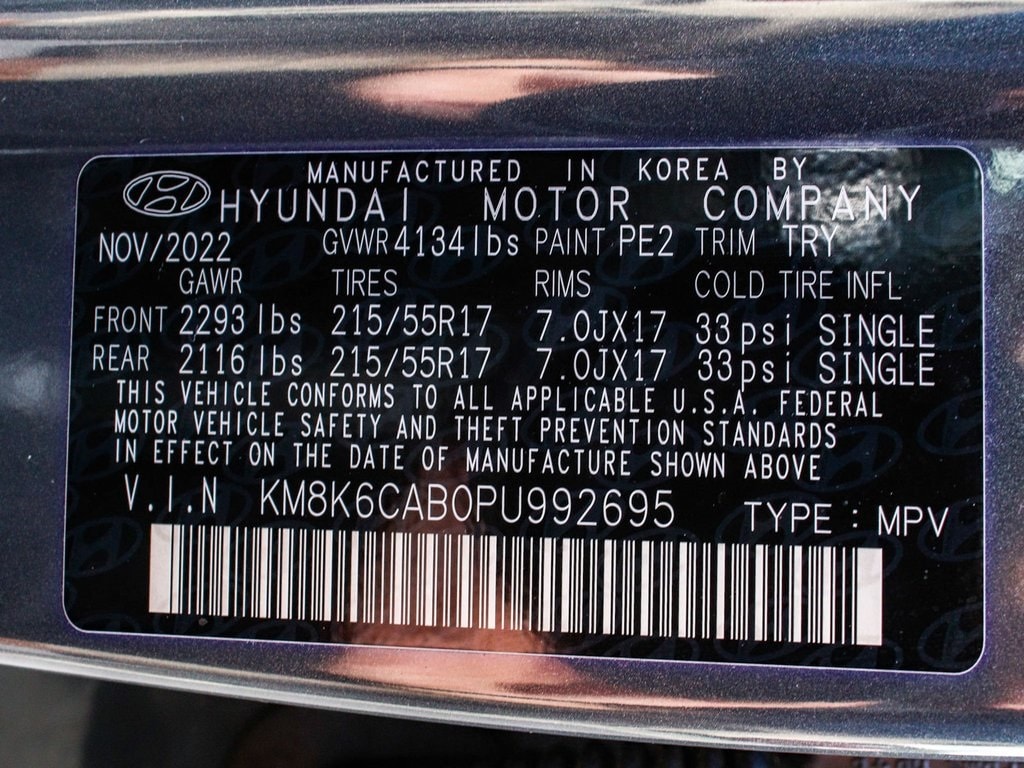 MANUFACTURED IN KOREA BY
HYUNDAI MOTOR COMPANY
NOV/2022 GVWR 4134lbs PAINT PE2 TRIM TRY
GAWR TIRES RIMS COLD TIRE INFL
FRONT 2293 lbs 215/55R17 7.0JX17 33psi SINGLE
REAR 2116 lbs 215/55R17 7.0JX17 33psi SINGLE
THIS VEHICLE CONFORMS TO ALL APPLICABLE U.S.A. FEDERAL
MOTOR VEHICLE SAFETY AND THEFT PREVENTION STANDARDS
IN EFFECT ON THE DATE OF MANUFACTURE SHOWN ABOVE
V.I.N KM8K6CAB0PU992695 TYPE : MPV